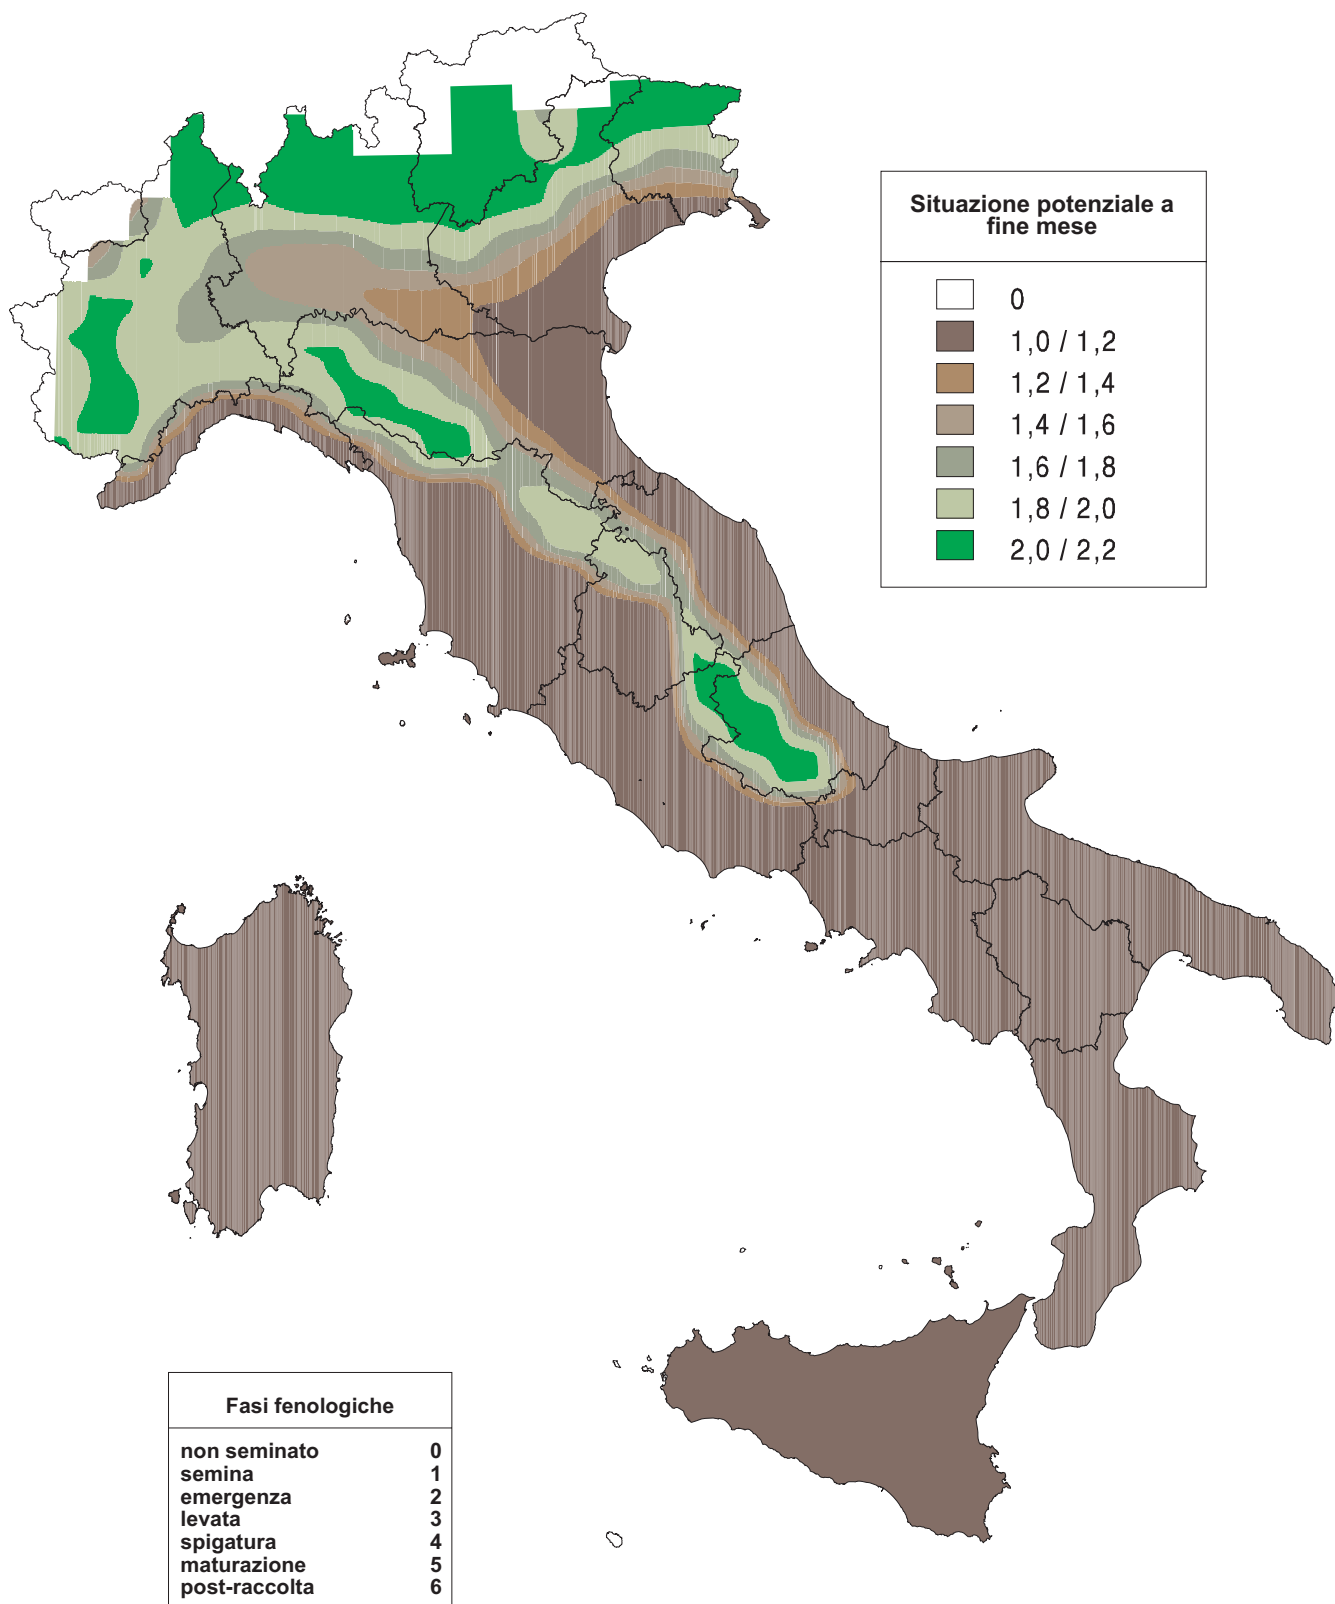 Situazione potenziale a
fine mese
0
1,0 / 1,2
1,2 / 1,4
1,4 / 1,6
1,6 / 1,8
1,8 / 2,0
2,0 / 2,2
Fasi fenologiche
non seminato 0
semina 1
emergenza 2
levata 3
spigatura 4
maturazione 5
post-raccolta 6